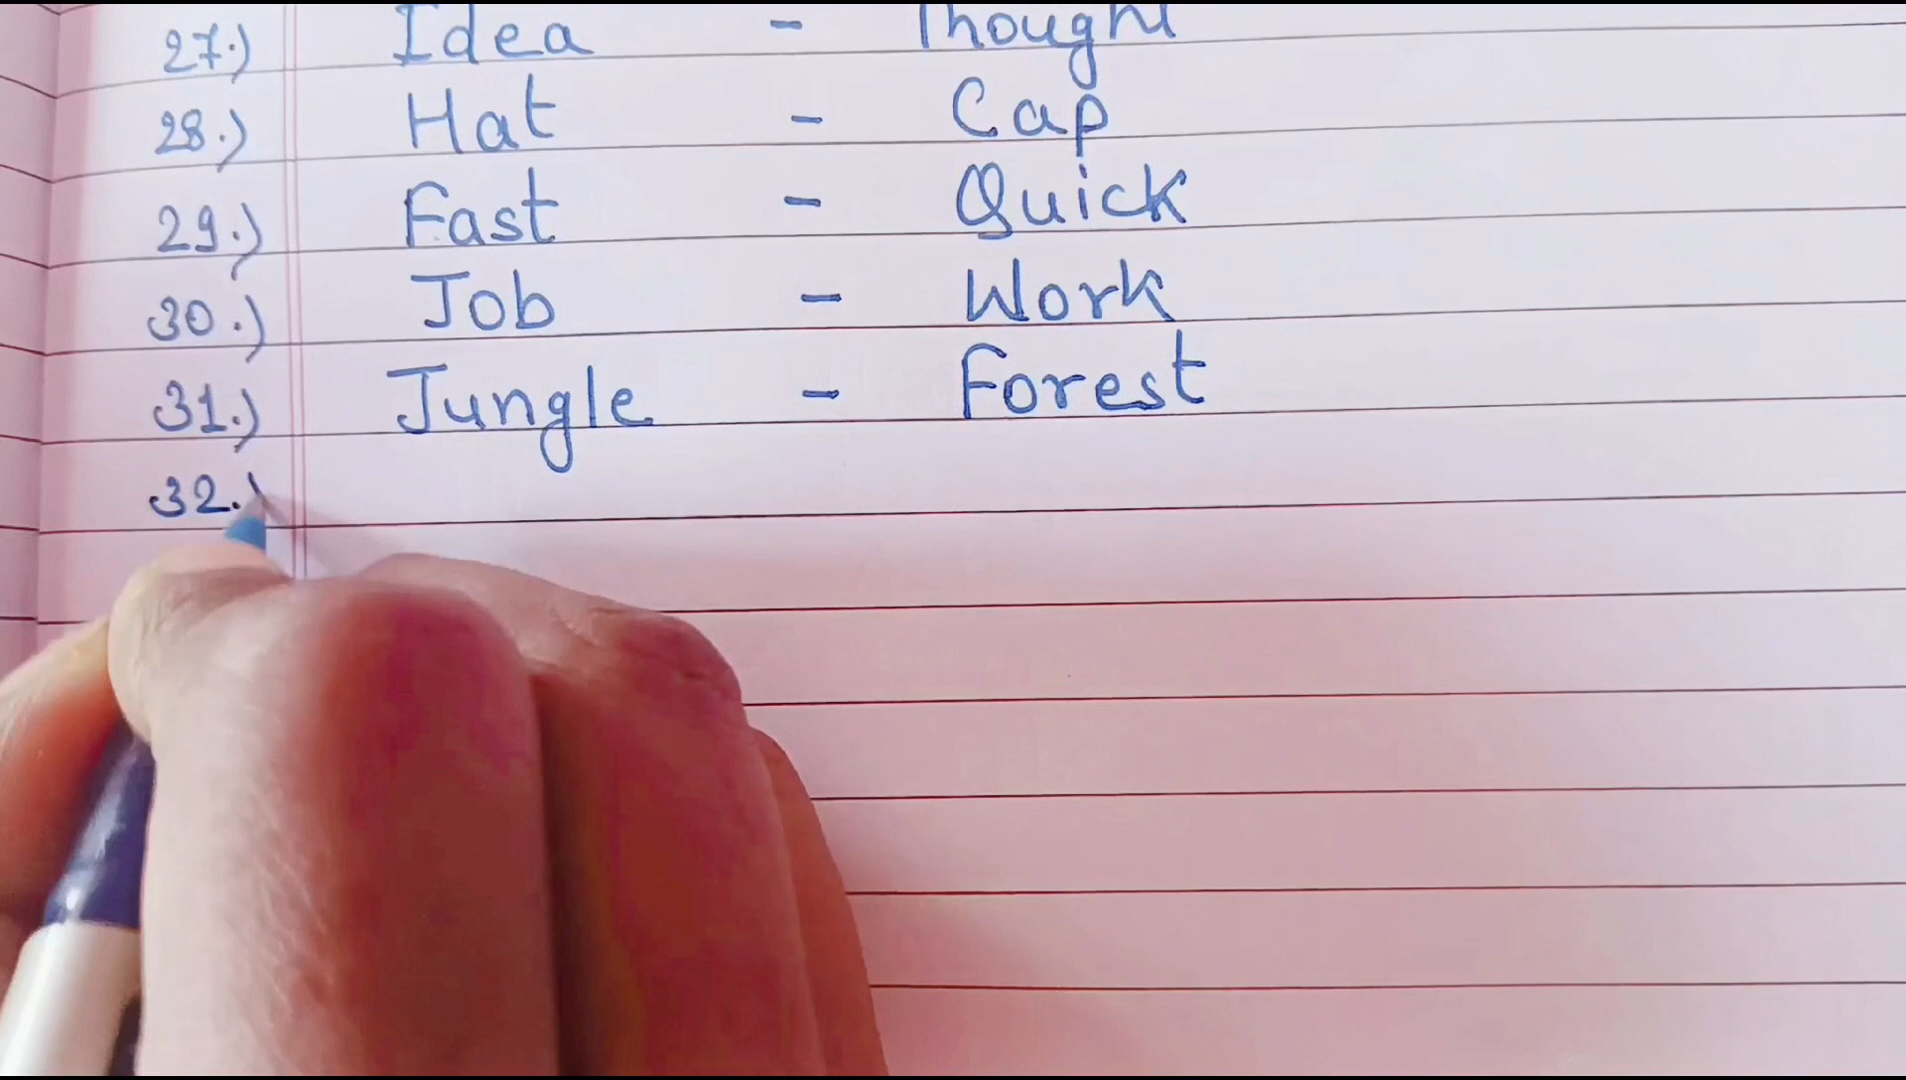 27.) Idea - Thought
28.) Hat - Cap
29.) Fast - Quick
30.) Job - Work
31.) Jungle - Forest
32.)